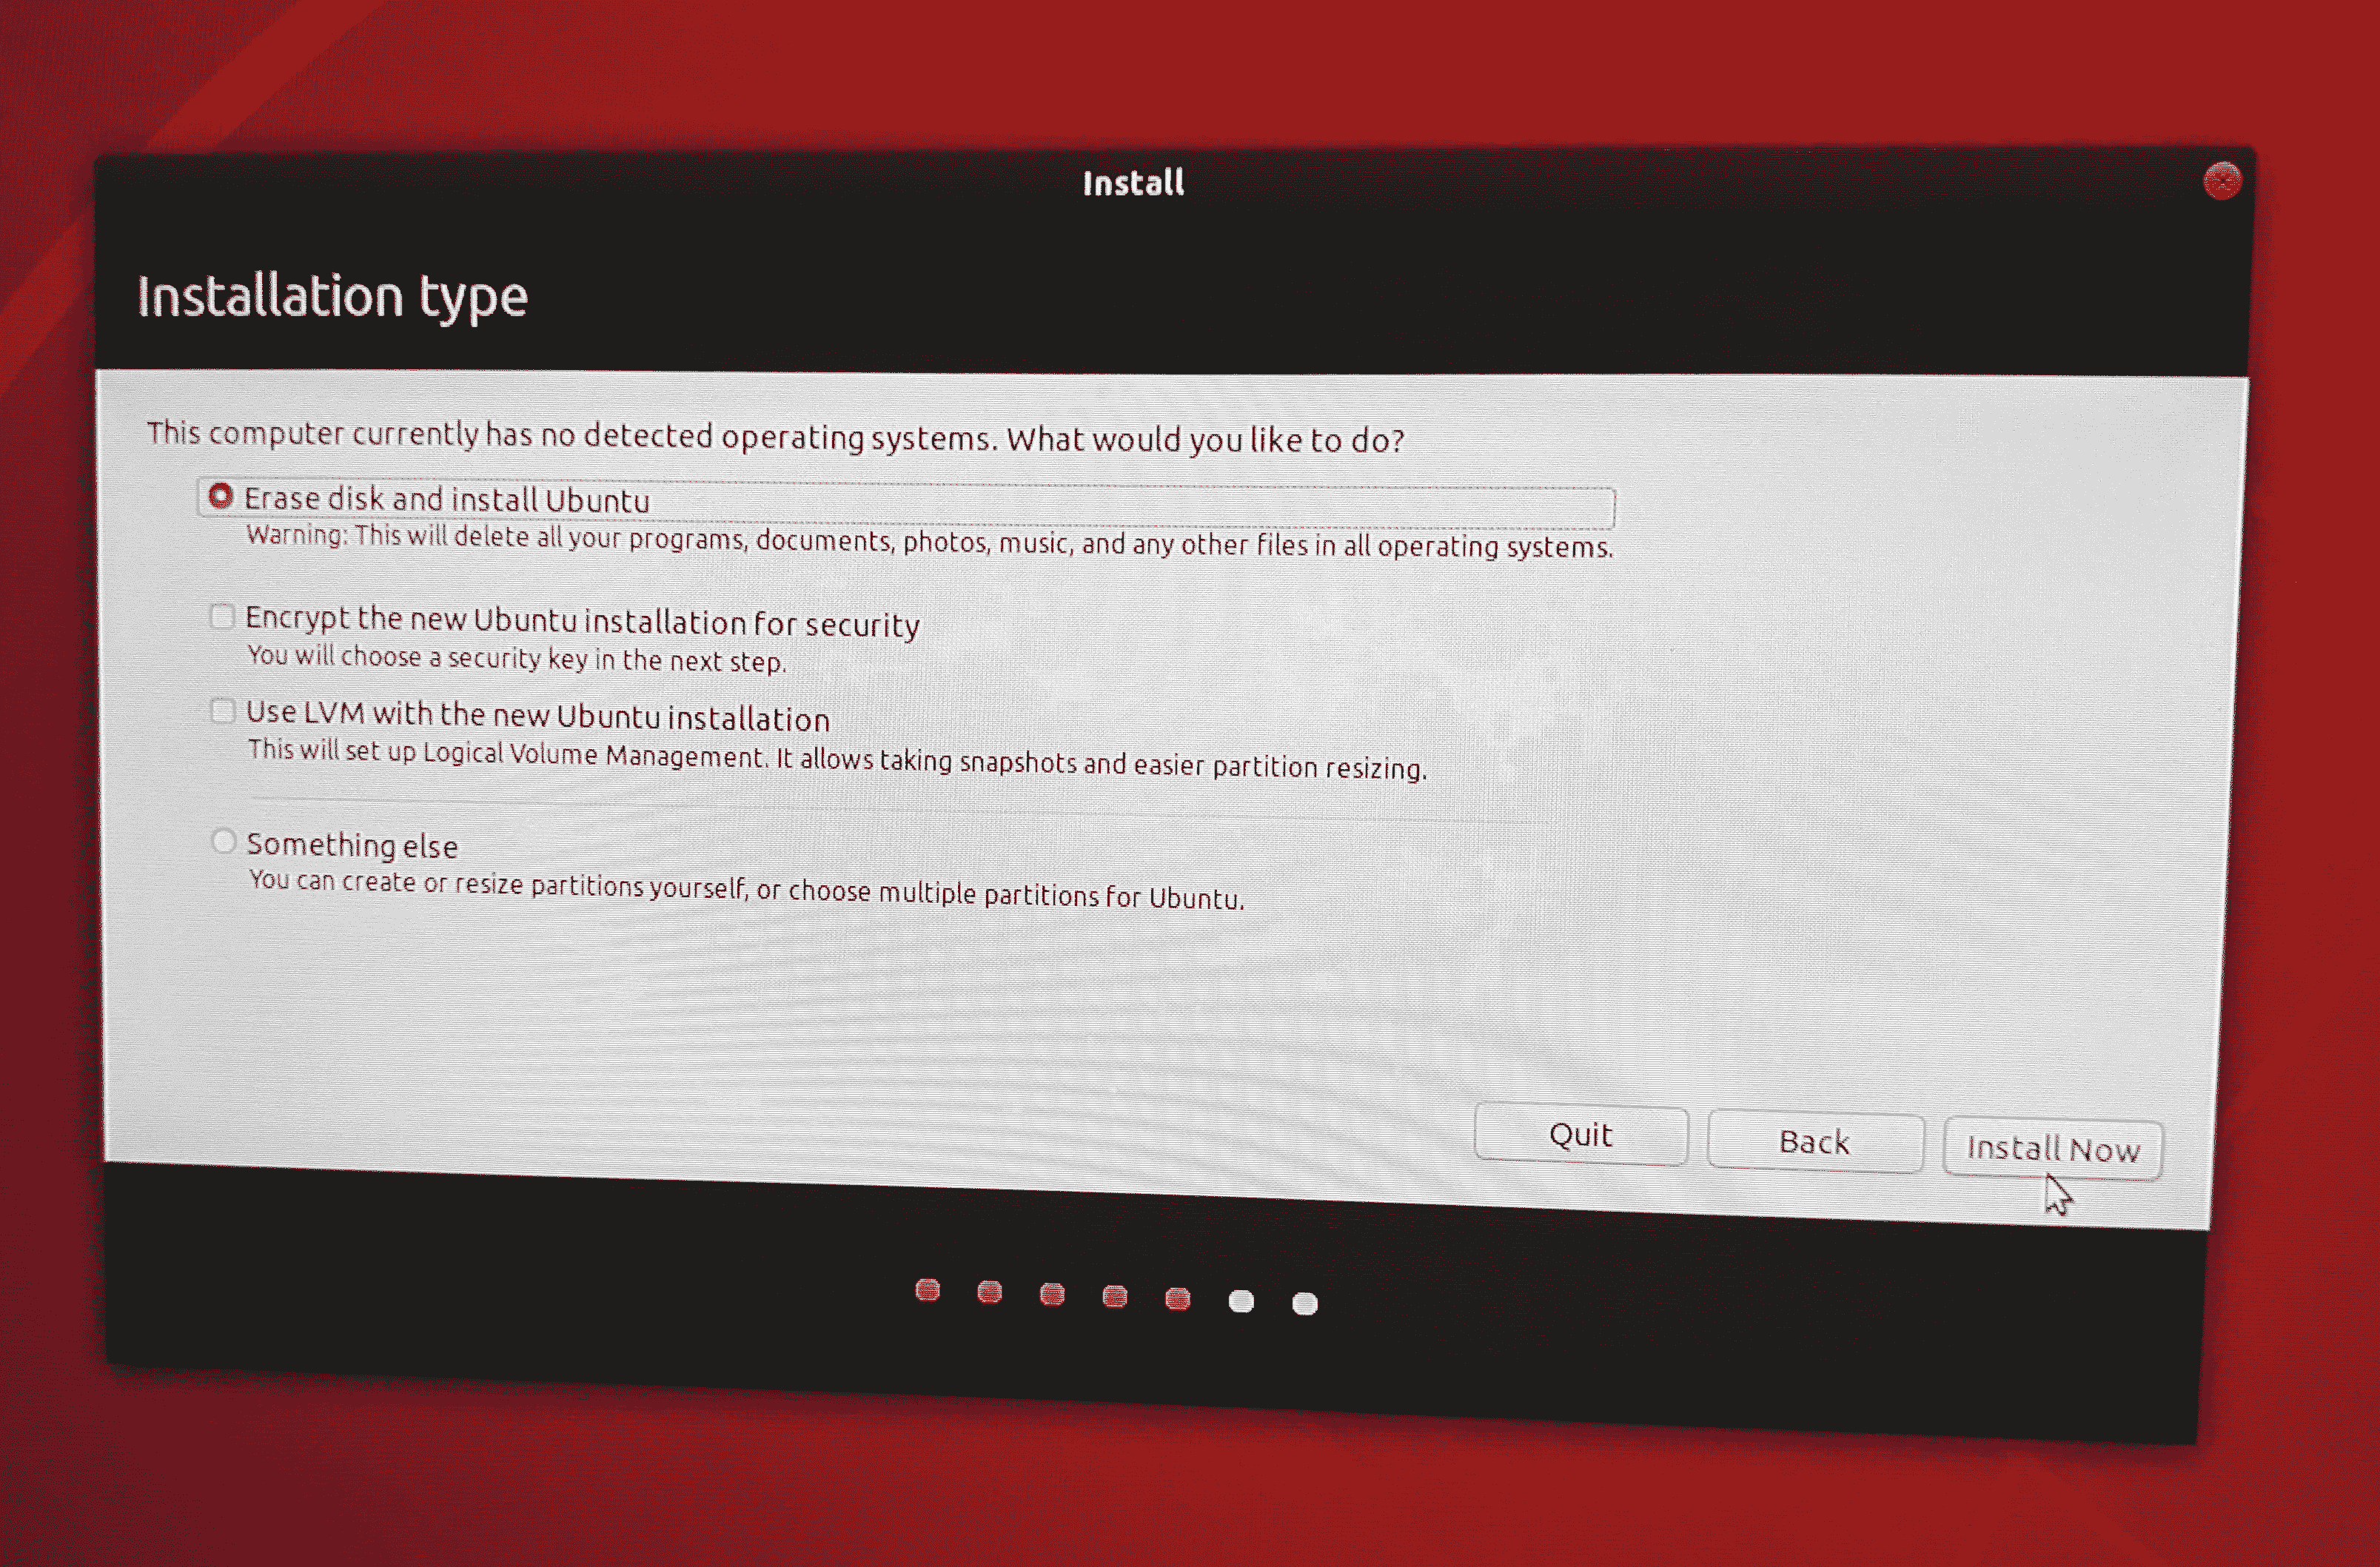 Install
Installation type
This computer currently has no detected operating systems. What would you like to do?
Erase disk and install Ubuntu
Warning: This will delete all your programs, documents, photos, music, and any other files in all operating systems.
Encrypt the new Ubuntu installation for security
You will choose a security key in the next step.
Use LVM with the new Ubuntu installation
This will set up Logical Volume Management. It allows taking snapshots and easier partition resizing.
Something else
You can create or resize partitions yourself, or choose multiple partitions for Ubuntu.
Quit Back Install Now